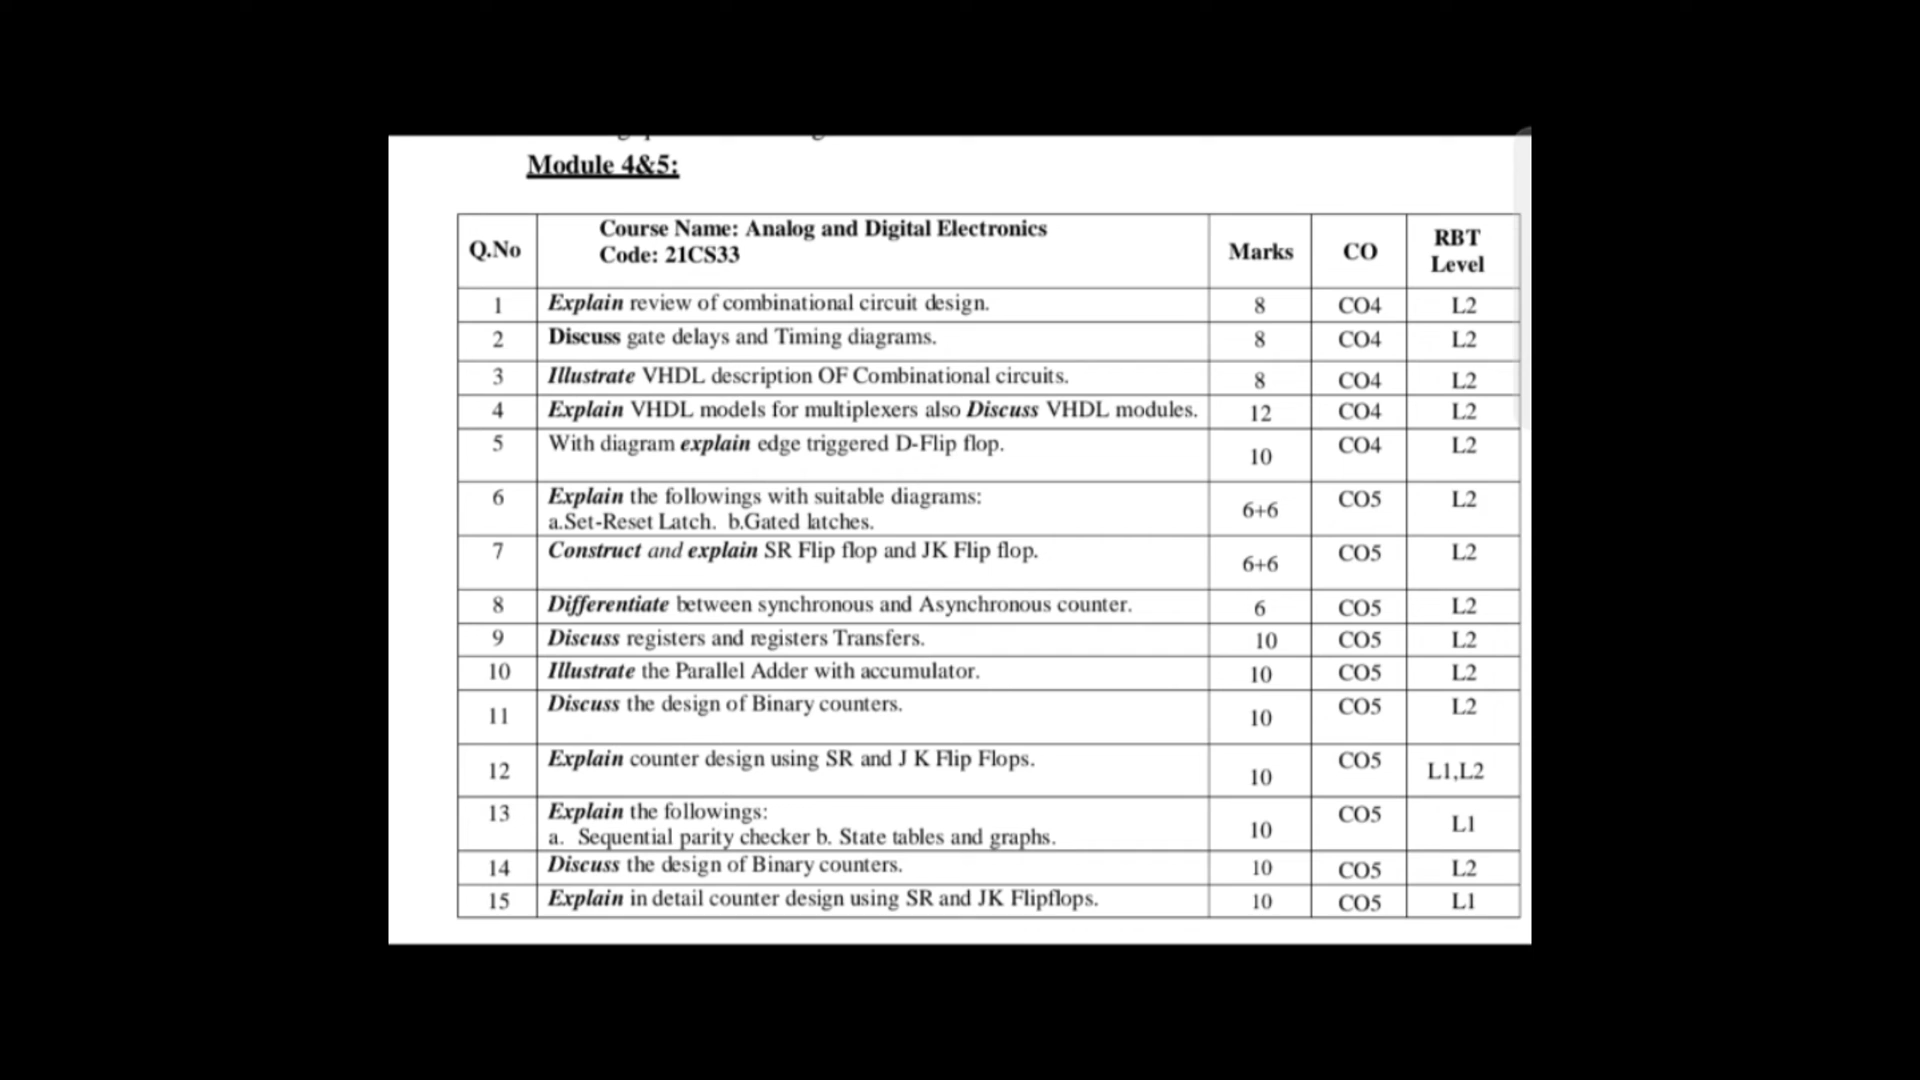 Module 4&5:
Q.No
Course Name: Analog and Digital Electronics
Code: 21CS33
Marks
CO
RBT
Level
1 Explain review of combinational circuit design. 8 CO4 L2
2 Discuss gate delays and Timing diagrams. 8 CO4 L2
3 Illustrate VHDL description OF Combinational circuits. 8 CO4 L2
4 Explain VHDL models for multiplexers also Discuss VHDL modules. 12 CO4 L2
5 With diagram explain edge triggered D-Flip flop. 10 CO4 L2
6 Explain the followings with suitable diagrams: 6+6 CO5 L2
a.Set-Reset Latch. b.Gated latches.
7 Construct and explain SR Flip flop and JK Flip flop. 6+6 CO5 L2
8 Differentiate between synchronous and Asynchronous counter. 6 CO5 L2
9 Discuss registers and registers Transfers. 10 CO5 L2
10 Illustrate the Parallel Adder with accumulator. 10 CO5 L2
11 Discuss the design of Binary counters. 10 CO5 L2
12 Explain counter design using SR and J K Flip Flops. 10 CO5 L1,L2
13 Explain the followings: 10 CO5 L1
a. Sequential parity checker b. State tables and graphs.
14 Discuss the design of Binary counters. 10 CO5 L2
15 Explain in detail counter design using SR and JK Flipflops. 10 CO5 L1